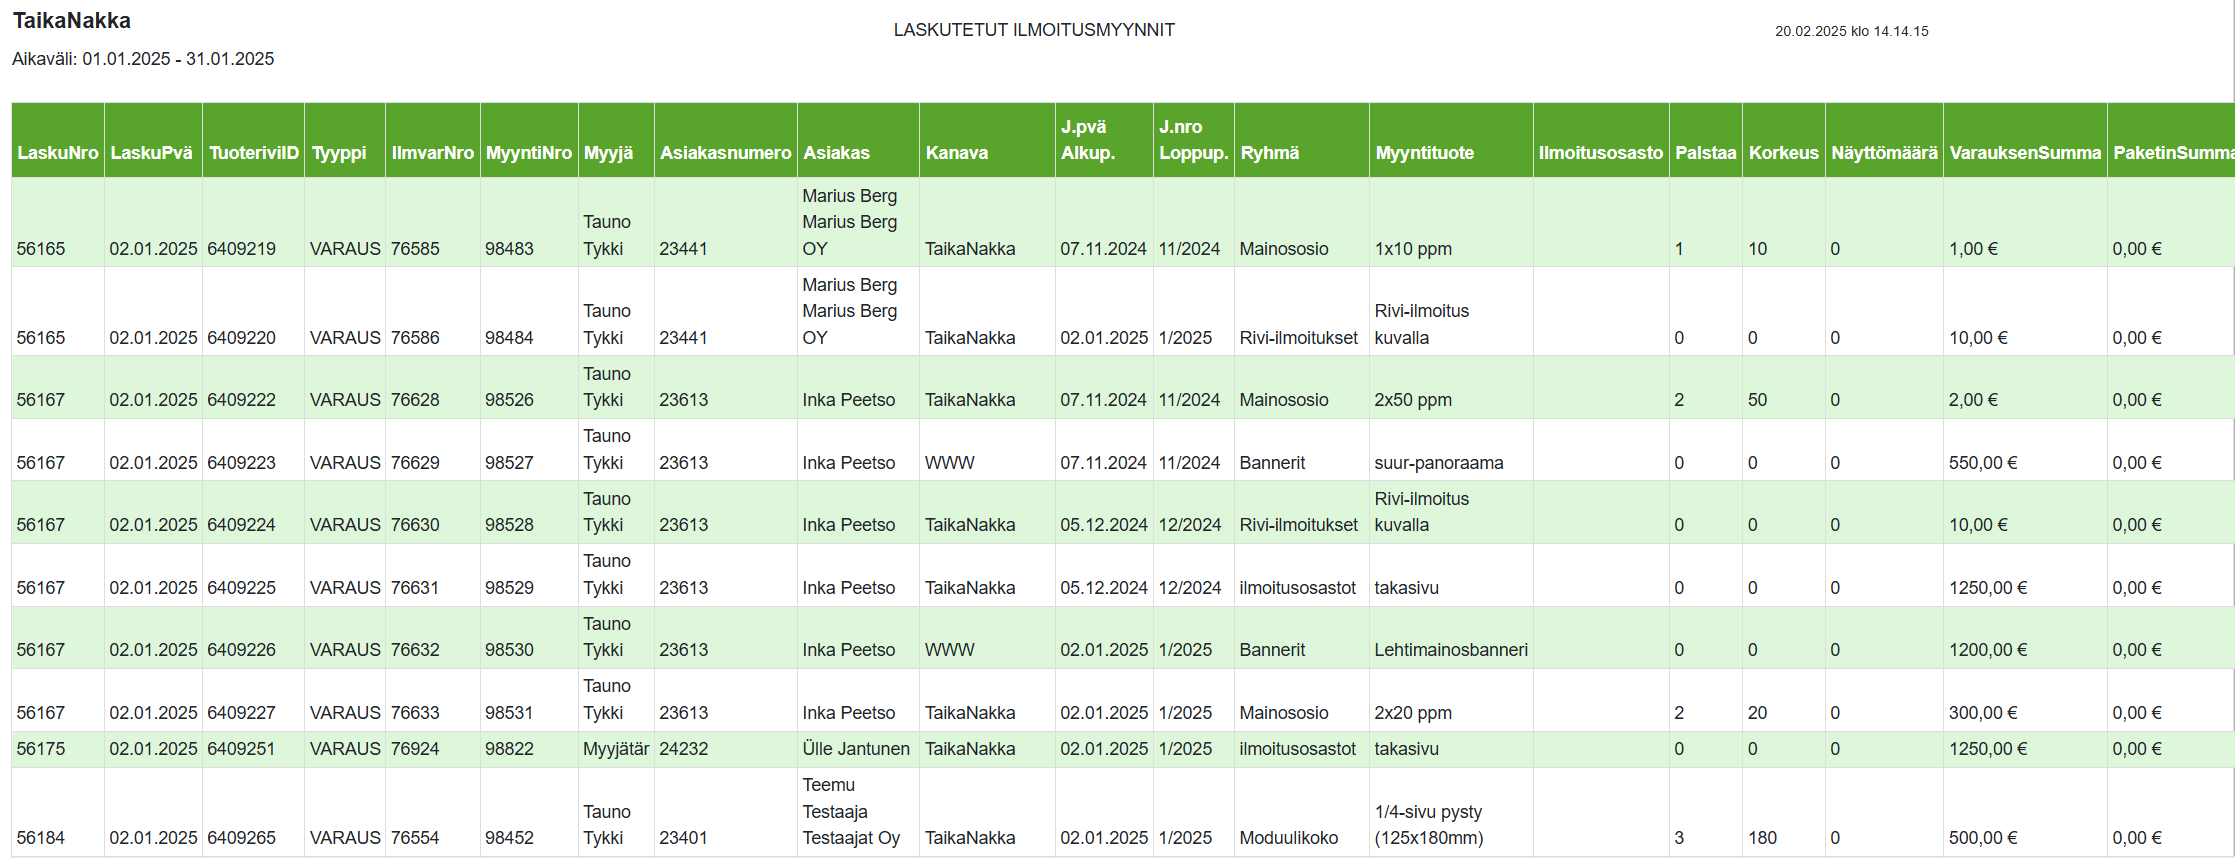 TaikaNakka
LASKUTETUT ILMOITUSMYYNNIT
20.02.2025 klo 14.14.15
Aikaväli: 01.01.2025 - 31.01.2025
LaskuNro LaskuPvä TuoteriviID Tyyppi IlmvarNro MyyntiNro Myyjä Asiakasnumero Asiakas Kanava J.pvä Alkup. J.nro Loppup. Ryhmä Myyntituote Ilmoitusosasto Palstaa Korkeus Näyttömäärä VarauksenSumma PaketinSumma
56165 02.01.2025 6409219 VARAUS 76585 98483 Tauno Tykki 23441 Marius Berg Marius Berg OY TaikaNakka 07.11.2024 11/2024 Mainososio 1x10 ppm 1 10 0 1,00 € 0,00 €
56165 02.01.2025 6409220 VARAUS 76586 98484 Tauno Tykki 23441 Marius Berg Marius Berg OY TaikaNakka 02.01.2025 1/2025 Rivi-ilmoitukset Rivi-ilmoitus kuvalla 0 0 0 10,00 € 0,00 €
56167 02.01.2025 6409222 VARAUS 76628 98526 Tauno Tykki 23613 Inka Peetso TaikaNakka 07.11.2024 11/2024 Mainososio 2x50 ppm 2 50 0 2,00 € 0,00 €
56167 02.01.2025 6409223 VARAUS 76629 98527 Tauno Tykki 23613 Inka Peetso WWW 07.11.2024 11/2024 Bannerit suur-panoraama 0 0 0 550,00 € 0,00 €
56167 02.01.2025 6409224 VARAUS 76630 98528 Tauno Tykki 23613 Inka Peetso TaikaNakka 05.12.2024 12/2024 Rivi-ilmoitukset Rivi-ilmoitus kuvalla 0 0 0 10,00 € 0,00 €
56167 02.01.2025 6409225 VARAUS 76631 98529 Tauno Tykki 23613 Inka Peetso TaikaNakka 05.12.2024 12/2024 ilmoitusosastot takasivu 0 0 0 1250,00 € 0,00 €
56167 02.01.2025 6409226 VARAUS 76632 98530 Tauno Tykki 23613 Inka Peetso WWW 02.01.2025 1/2025 Bannerit Lehtimainosbanneri 0 0 0 1200,00 € 0,00 €
56167 02.01.2025 6409227 VARAUS 76633 98531 Tauno Tykki 23613 Inka Peetso TaikaNakka 02.01.2025 1/2025 Mainososio 2x20 ppm 2 20 0 300,00 € 0,00 €
56175 02.01.2025 6409251 VARAUS 76924 98822 Myyjätär 24232 Ülle Jantunen TaikaNakka 02.01.2025 1/2025 ilmoitusosastot takasivu 0 0 0 1250,00 € 0,00 €
56184 02.01.2025 6409265 VARAUS 76554 98452 Tauno Tykki 23401 Teemu Testaaja Testaajat Oy TaikaNakka 02.01.2025 1/2025 Moduulikoko 1/4-sivu pysty (125x180mm) 3 180 0 500,00 € 0,00 €